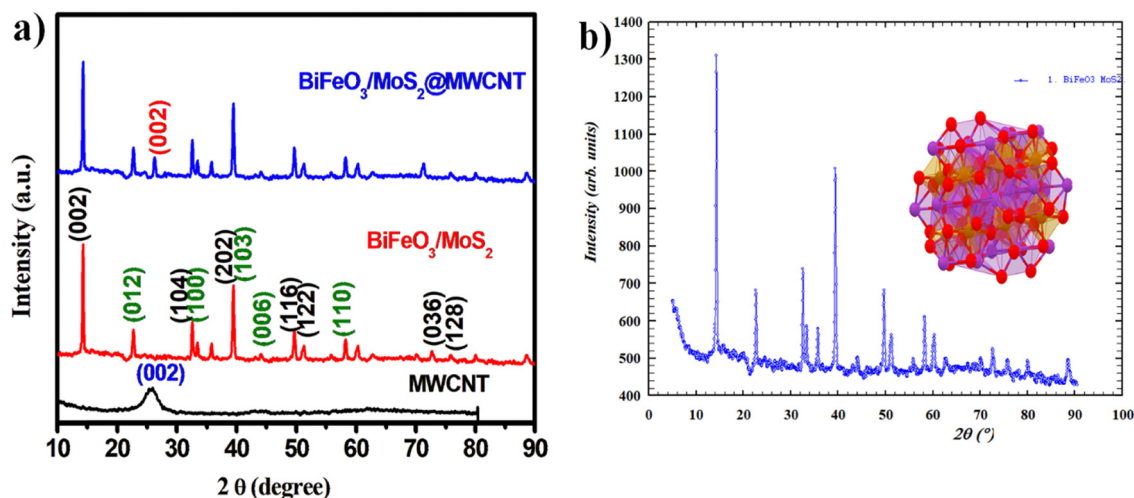 a)
BiFeO3/MoS2@MWCNT
(002)
(002)
BiFeO3/MoS2
(012)
(104)
(100)
(202)
(103)
(006)
(116)
(122)
(110)
(036)
(128)
(002)
MWCNT
Intensity (a.u.)
10 20 30 40 50 60 70 80 90
2 θ (degree)
b)
1400
1300
1200
1100
1000
900
800
700
600
500
400
1. BiFeO3 MoS2
Intensity (arb. units)
0 10 20 30 40 50 60 70 80 90 100
2θ (°)